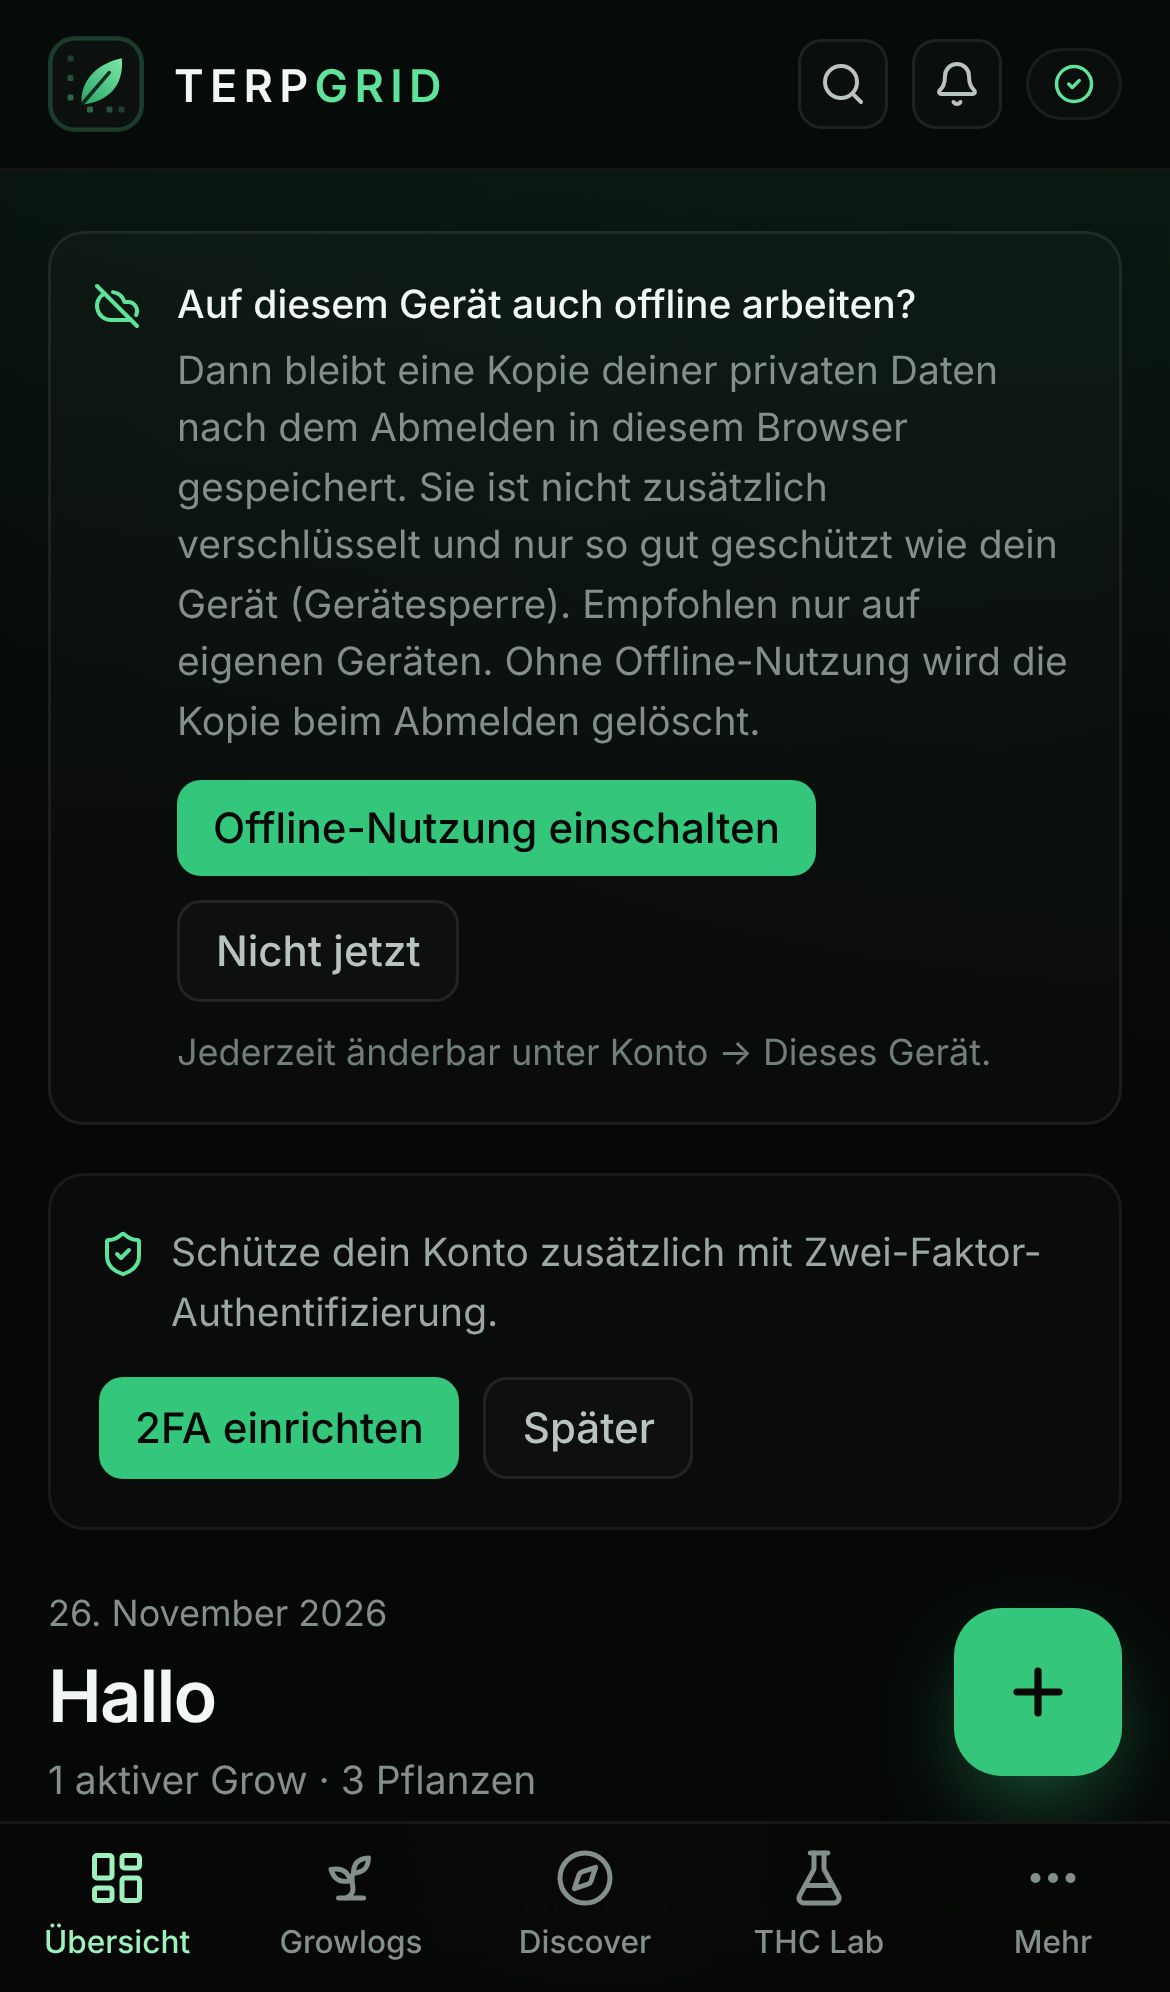 TERPGRID
Auf diesem Gerät auch offline arbeiten?
Dann bleibt eine Kopie deiner privaten Daten
nach dem Abmelden in diesem Browser
gespeichert. Sie ist nicht zusätzlich
verschlüsselt und nur so gut geschützt wie dein
Gerät (Gerätesperre). Empfohlen nur auf
eigenen Geräten. Ohne Offline-Nutzung wird die
Kopie beim Abmelden gelöscht.
Offline-Nutzung einschalten
Nicht jetzt
Jederzeit änderbar unter Konto → Dieses Gerät.
Schütze dein Konto zusätzlich mit Zwei-Faktor-
Authentifizierung.
2FA einrichten
Später
26. November 2026
Hallo
1 aktiver Grow · 3 Pflanzen
Übersicht
Growlogs
Discover
THC Lab
Mehr